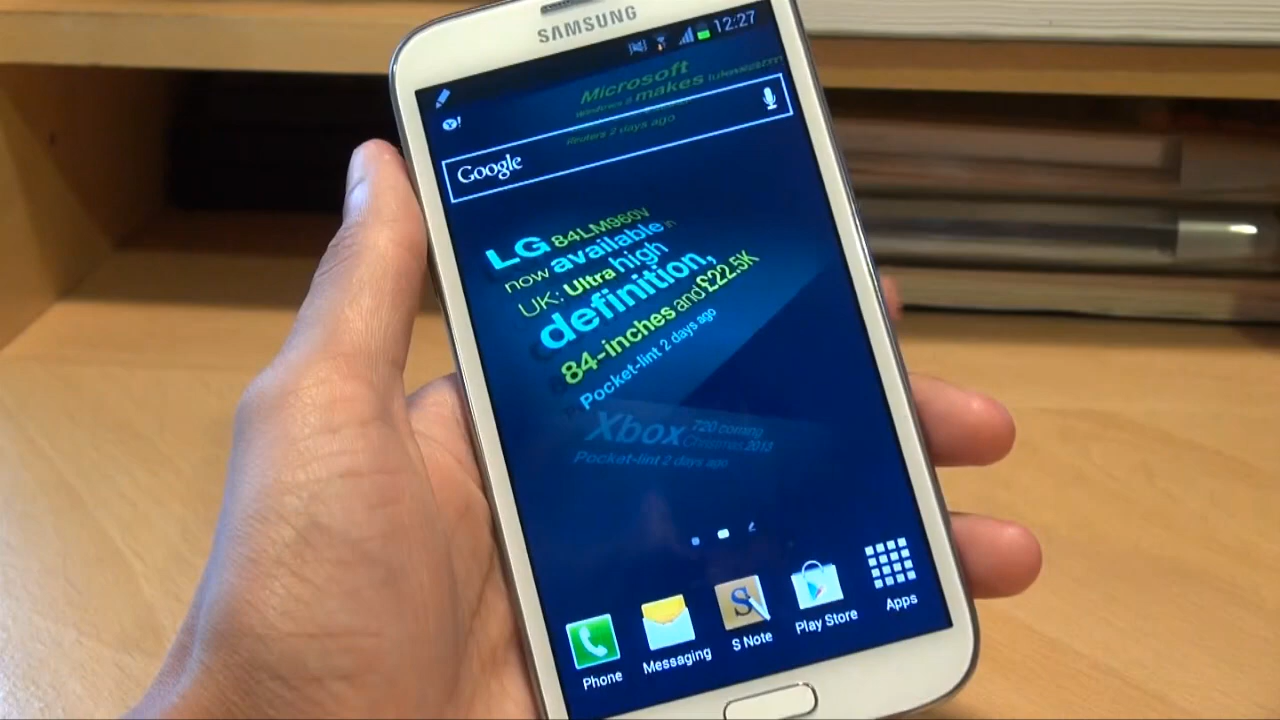 SAMSUNG
12:27
Microsoft
windows 8 makes
Reuters 2 days ago
Y!
Google
LG 84LM960V
now available in
UK: Ultra high
definition,
84-inches and £22.5K
Pocket-lint 2 days ago
Xbox 720 coming
Christmas 2013
Pocket-lint 2 days ago
S
Phone
Messaging
S Note
Play Store
Apps